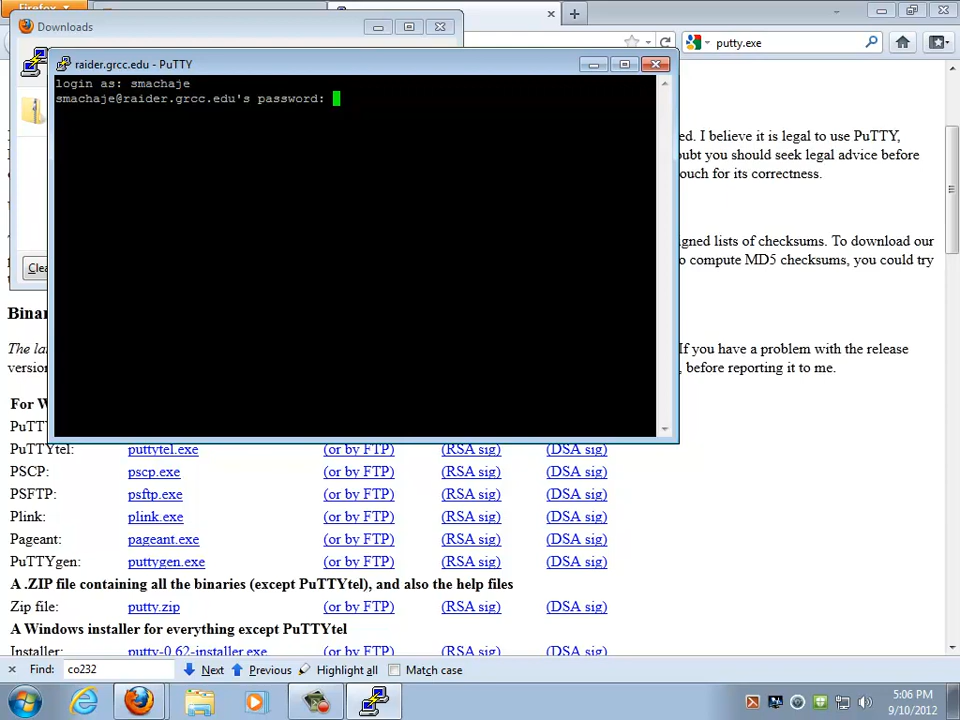 Firefox
Downloads
putty.exe
raider.grcc.edu - PuTTY
login as: smachaje
smachaje@raider.grcc.edu's password:
ed. I believe it is legal to use PuTTY,
ubt you should seek legal advice before
ouch for its correctness.
igned lists of checksums. To download our
o compute MD5 checksums, you could try
Clea
Binar
The la
If you have a problem with the release
versio
, before reporting it to me.
For W
PuTT
PuTTYtel: puttytel.exe (or by FTP) (RSA sig) (DSA sig)
PSCP: pscp.exe (or by FTP) (RSA sig) (DSA sig)
PSFTP: psftp.exe (or by FTP) (RSA sig) (DSA sig)
Plink: plink.exe (or by FTP) (RSA sig) (DSA sig)
Pageant: pageant.exe (or by FTP) (RSA sig) (DSA sig)
PuTTYgen: puttygen.exe (or by FTP) (RSA sig) (DSA sig)
A .ZIP file containing all the binaries (except PuTTYtel), and also the help files
Zip file: putty.zip (or by FTP) (RSA sig) (DSA sig)
A Windows installer for everything except PuTTYtel
Installer: putty-0.62-installer.exe (or by FTP) (RSA sig) (DSA sig)
Find: co232 Next Previous Highlight all Match case
5:06 PM
9/10/2012